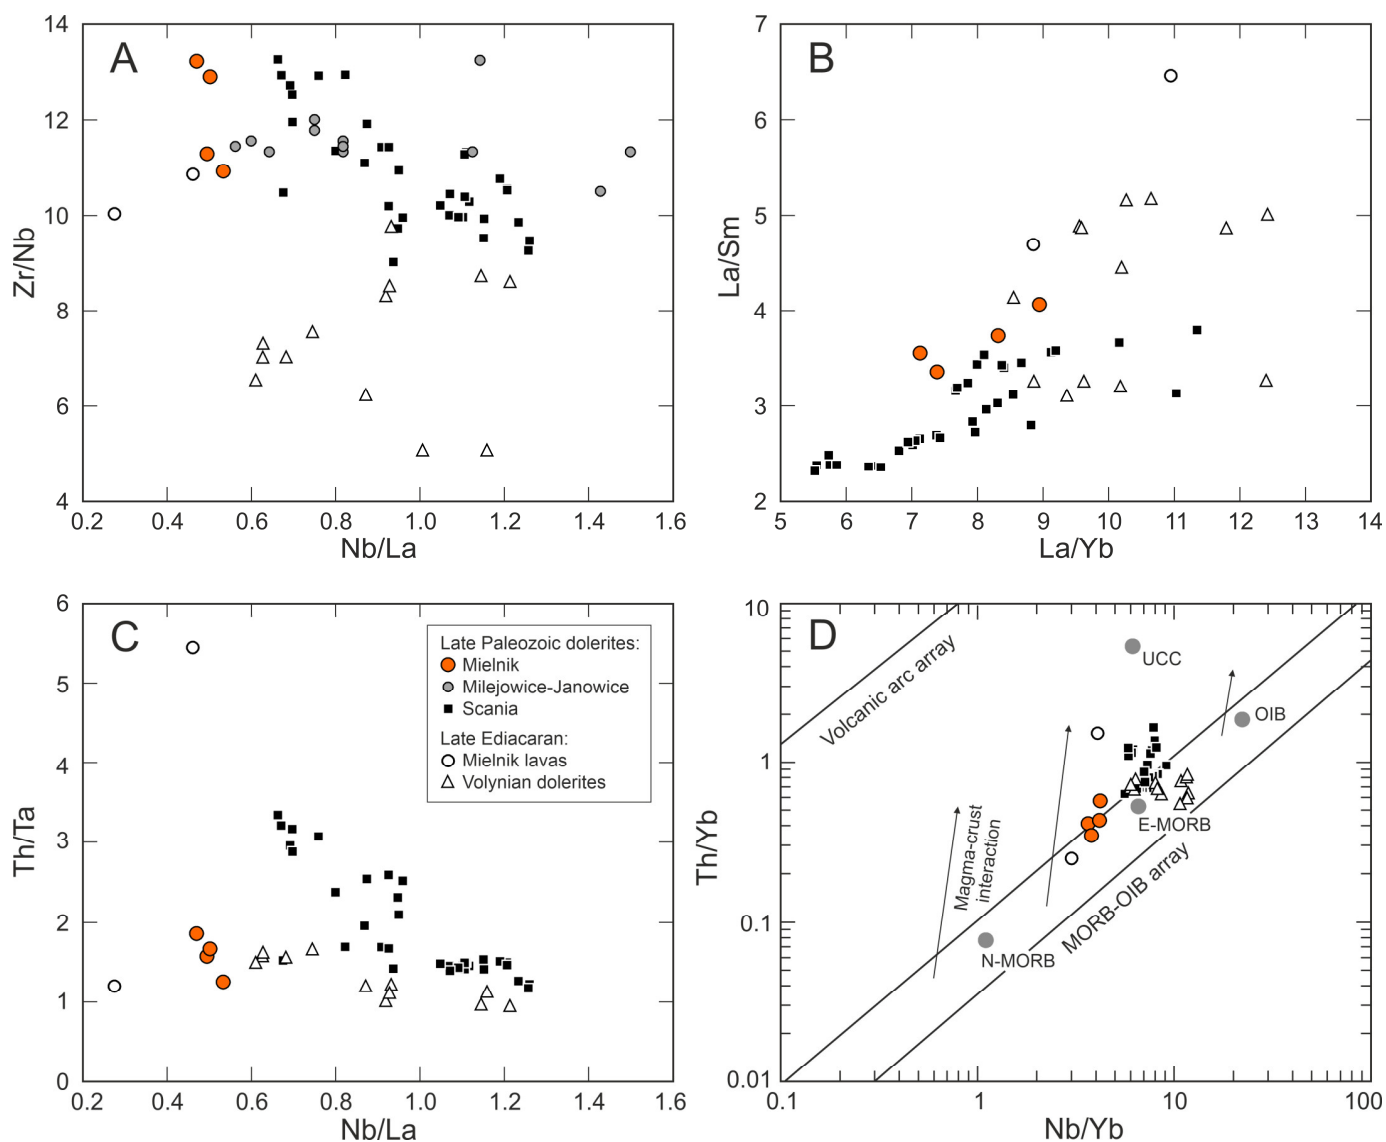 A
14
12
10
8
6
4
Zr/Nb
0.2 0.4 0.6 0.8 1.0 1.2 1.4 1.6
Nb/La
B
7
6
5
4
3
2
La/Sm
5 6 7 8 9 10 11 12 13 14
La/Yb
C
6
5
4
3
2
1
0
Th/Ta
0.2 0.4 0.6 0.8 1.0 1.2 1.4 1.6
Nb/La
Late Paleozoic dolerites:
Mielnik
Milejowice-Janowice
Scania
Late Ediacaran:
Mielnik lavas
Volynian dolerites
D
10
1
0.1
0.01
Th/Yb
0.1 1 10 100
Nb/Yb
Volcanic arc array
UCC
OIB
E-MORB
Magma-crust
interaction
MORB-OIB array
N-MORB